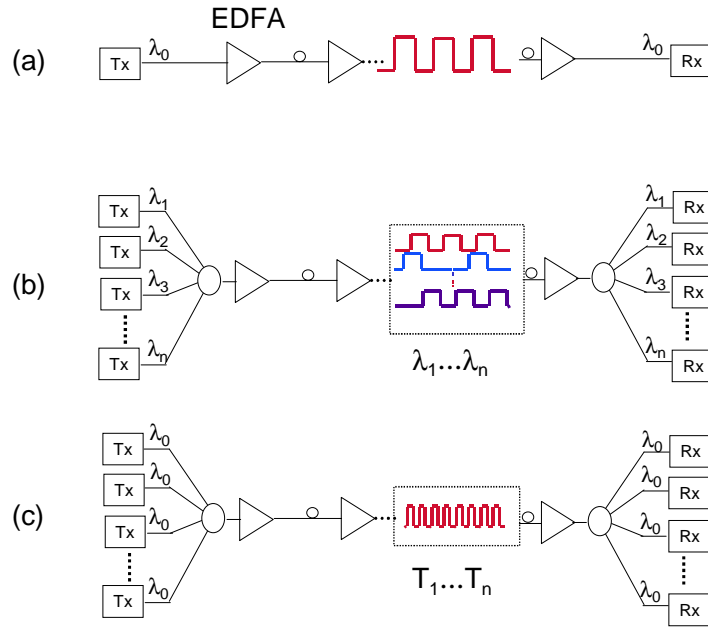 EDFA
(a) Tx λ0 λ0 Rx
Tx λ1 λ1 Rx
Tx λ2 λ2 Rx
(b) Tx λ3 λ3 Rx
Tx λn λn Rx
λ1...λn
Tx λ0 λ0 Rx
Tx λ0 λ0 Rx
(c) Tx λ0 λ0 Rx
T1...Tn
Tx λ0 λ0 Rx